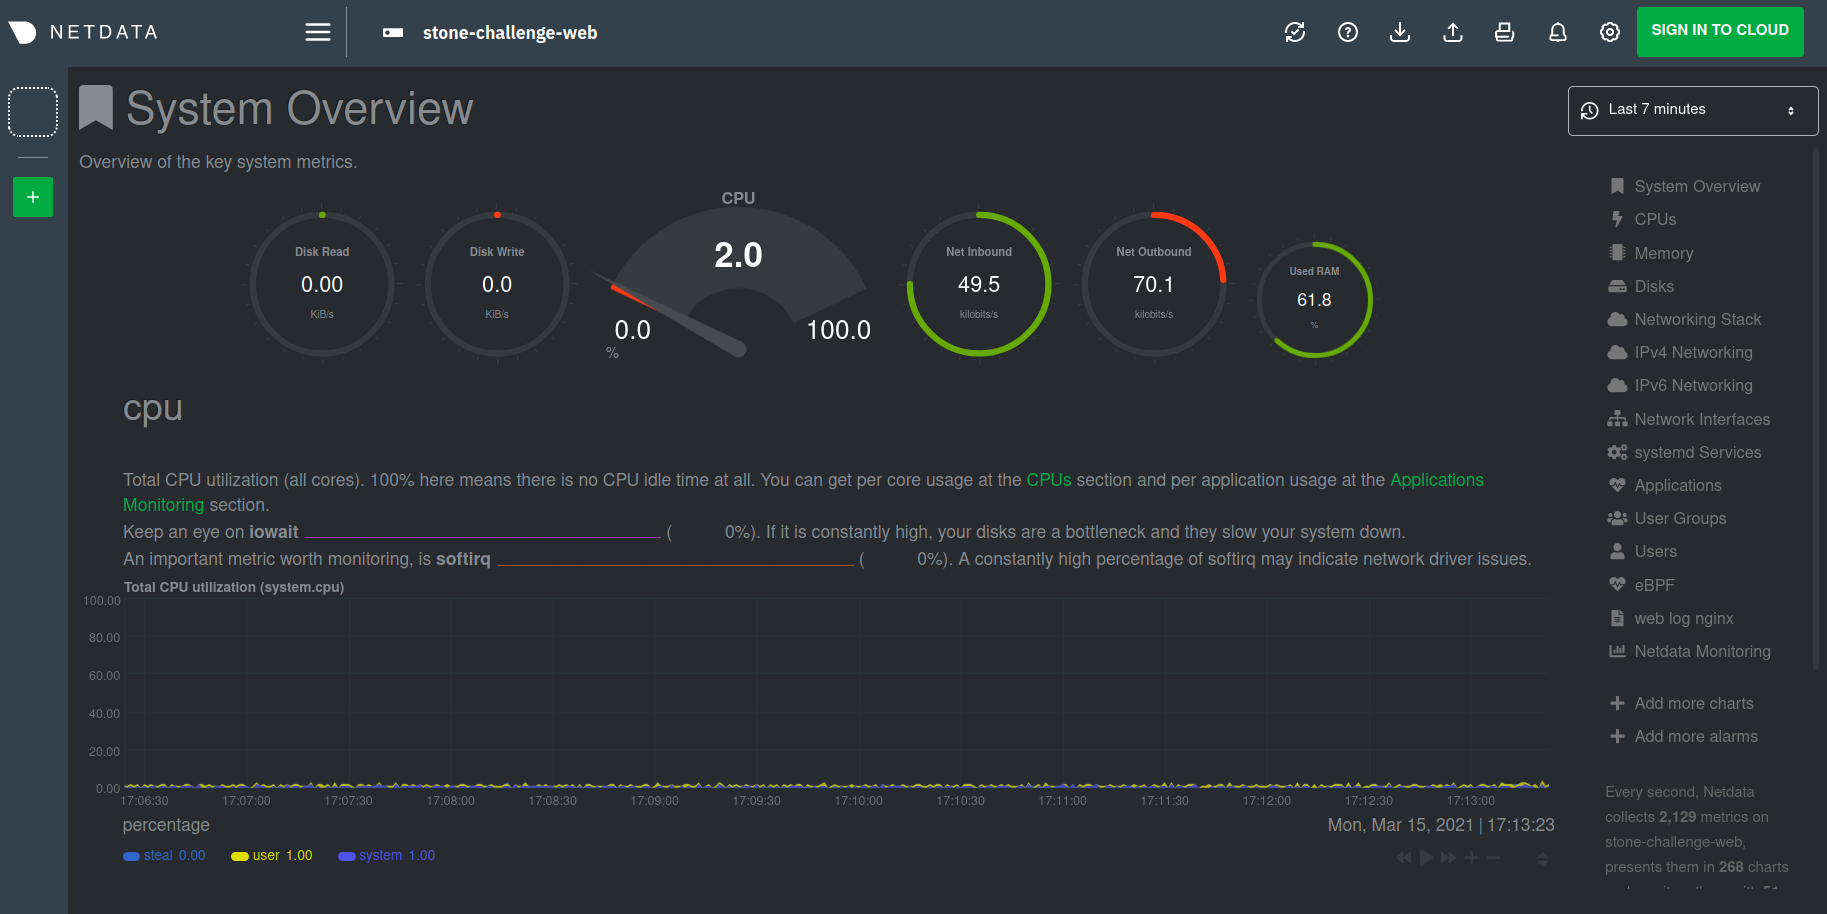 NETDATA
stone-challenge-web
SIGN IN TO CLOUD
System Overview
Last 7 minutes
Overview of the key system metrics.
+
Disk Read
0.00
KiB/s
Disk Write
0.0
KiB/s
CPU
2.0
0.0
100.0
%
Net Inbound
49.5
kilobits/s
Net Outbound
70.1
kilobits/s
Used RAM
61.8
%
cpu
Total CPU utilization (all cores). 100% here means there is no CPU idle time at all. You can get per core usage at the CPUs section and per application usage at the Applications
Monitoring section.
Keep an eye on iowait ( 0%). If it is constantly high, your disks are a bottleneck and they slow your system down.
An important metric worth monitoring, is softirq ( 0%). A constantly high percentage of softirq may indicate network driver issues.
Total CPU utilization (system.cpu)
100.00
80.00
60.00
40.00
20.00
0.00
17:06:30 17:07:00 17:07:30 17:08:00 17:08:30 17:09:00 17:09:30 17:10:00 17:10:30 17:11:00 17:11:30 17:12:00 17:12:30 17:13:00
percentage
Mon, Mar 15, 2021 | 17:13:23
steal 0.00 user 1.00 system 1.00
System Overview
CPUs
Memory
Disks
Networking Stack
IPv4 Networking
IPv6 Networking
Network Interfaces
systemd Services
Applications
User Groups
Users
eBPF
web log nginx
Netdata Monitoring
Add more charts
Add more alarms
Every second, Netdata
collects 2,129 metrics on
stone-challenge-web,
presents them in 268 charts